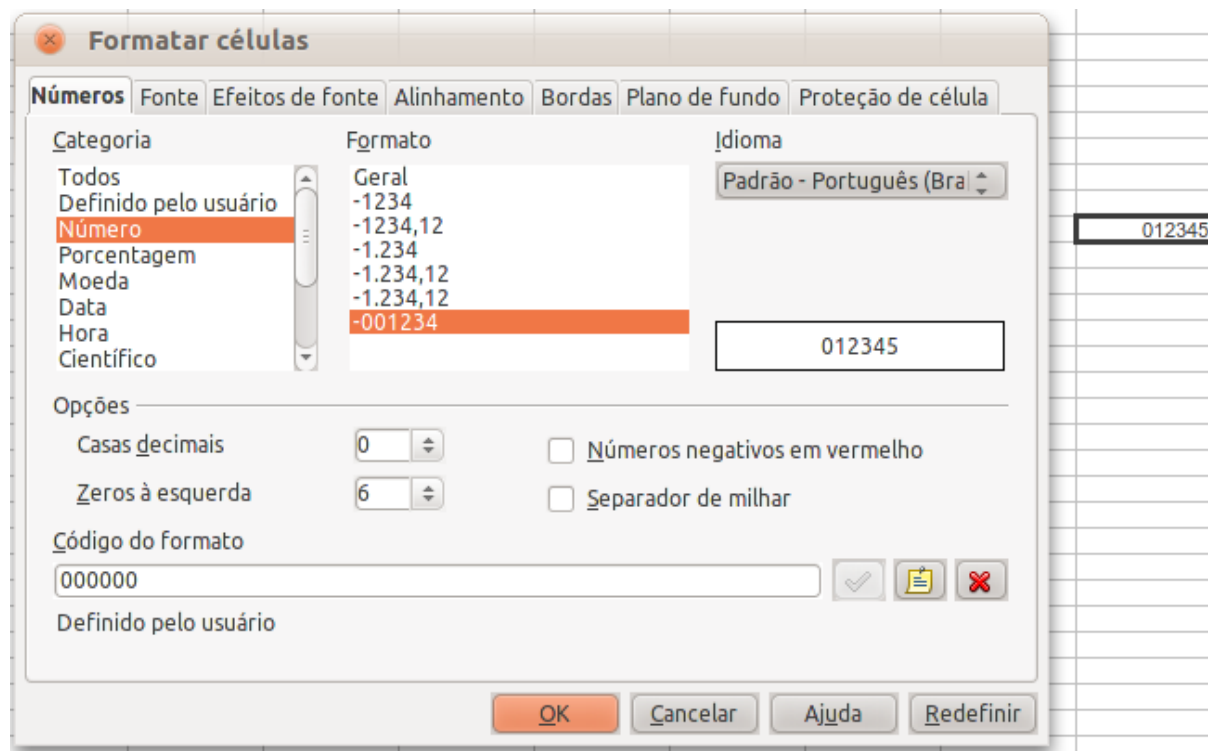 Formatar células
Números Fonte Efeitos de fonte Alinhamento Bordas Plano de fundo Proteção de célula
Categoria
Todos
Definido pelo usuário
Número
Porcentagem
Moeda
Data
Hora
Científico
Formato
Geral
-1234
-1234,12
-1.234
-1.234,12
-1.234,12
-001234
Idioma
Padrão - Português (Bra
012345
012345
Opções
Casas decimais 0
Números negativos em vermelho
Zeros à esquerda 6
Separador de milhar
Código do formato
000000
Definido pelo usuário
OK Cancelar Ajuda Redefinir